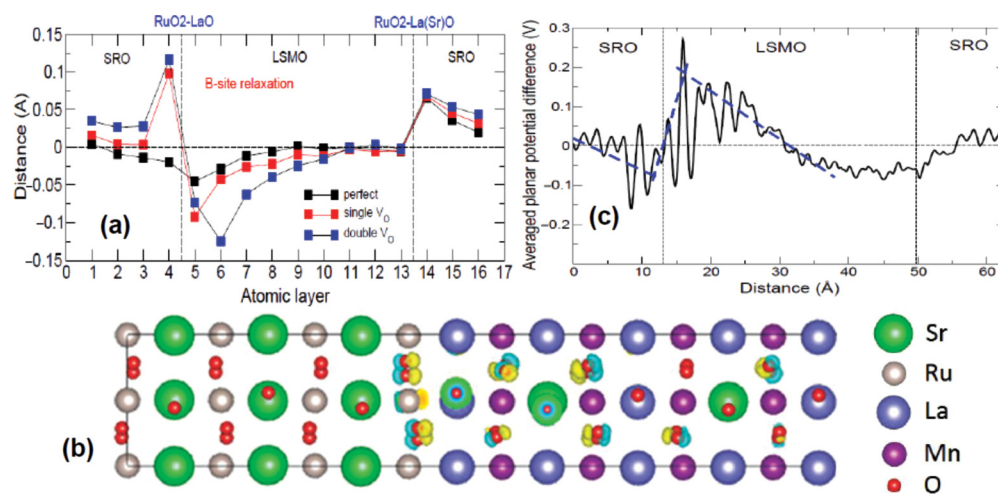 RuO2-LaO
RuO2-La(Sr)O
0.15
0.1
0.05
0
−0.05
−0.1
−0.15
Distance (A)
SRO
LSMO
SRO
B-site relaxation
perfect
single VO
double VO
(a)
0 1 2 3 4 5 6 7 8 9 10 11 12 13 14 15 16 17
Atomic layer
(c)
Averaged planar potential difference (V)
0.3
0.2
0.1
0
−0.1
−0.2
SRO
LSMO
SRO
0 10 20 30 40 50 60
Distance (Å)
(b)
Sr
Ru
La
Mn
O